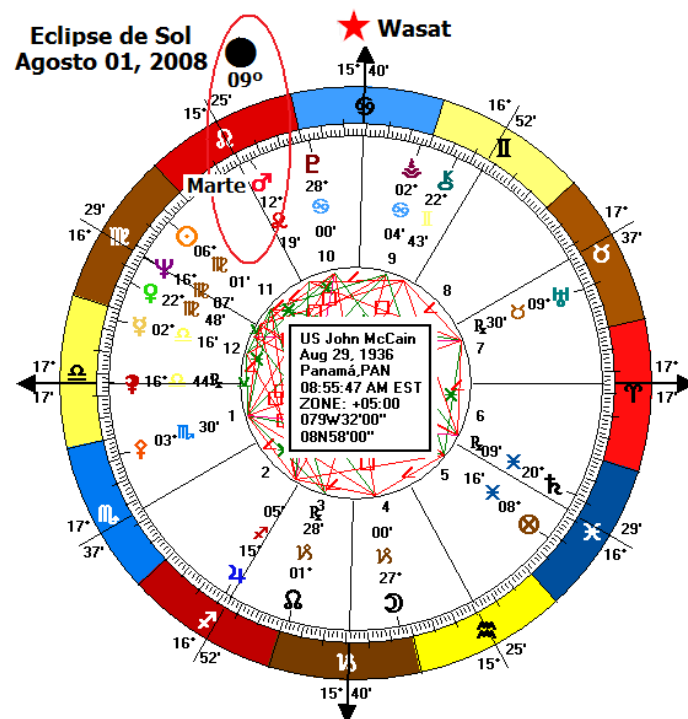 Eclipse de Sol
Agosto 01, 2008
09º
Wasat
15° 40'
16° 52'
17° 37'
17° 17'
29' 16°
15° 25'
15° 40'
16° 52'
17° 37'
17° 17'
29' 16°
15° 25'
Marte
12° 19'
28° ♋ 00'
02° ♋ 04'
22° ♊ 43'
♉ 09° ℞ 30'
06° ♍ 01'
16° ♍ 07'
22° ♍ 48'
02° ♎ 16'
16° ♎ 44' ℞
03° ♏ 30'
05' ♐ 15°
℞ 28' ♑ 01°
00' ♑ 27°
16' ♓ 08°
℞ 09' ♓ 20°
10
9
8
7
6
5
4
3
2
1
12
11
US John McCain
Aug 29, 1936
Panamá,PAN
08:55:47 AM EST
ZONE: +05:00
079W32'00"
08N58'00"